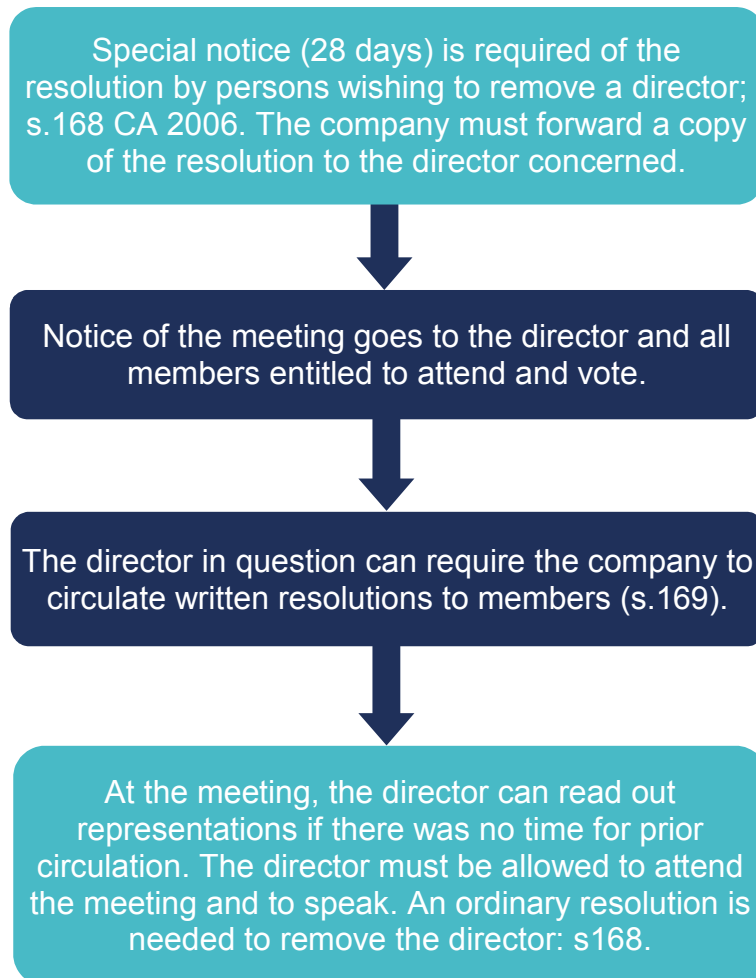 Special notice (28 days) is required of the
resolution by persons wishing to remove a director;
s.168 CA 2006. The company must forward a copy
of the resolution to the director concerned.
Notice of the meeting goes to the director and all
members entitled to attend and vote.
The director in question can require the company to
circulate written resolutions to members (s.169).
At the meeting, the director can read out
representations if there was no time for prior
circulation. The director must be allowed to attend
the meeting and to speak. An ordinary resolution is
needed to remove the director: s168.